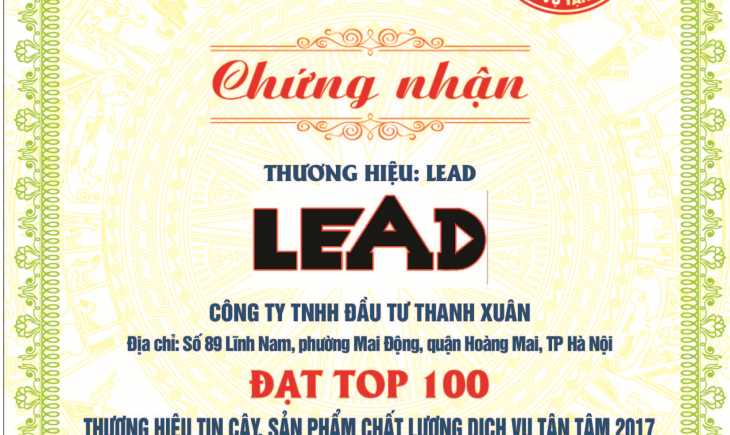 VỤ TẬN
Chứng nhận
THƯƠNG HIỆU: LEAD
LEAD
CÔNG TY TNHH ĐẦU TƯ THANH XUÂN
Địa chỉ: Số 89 Lĩnh Nam, phường Mai Động, quận Hoàng Mai, TP Hà Nội
ĐẠT TOP 100
THƯƠNG HIỆU TIN CẬY, SẢN PHẨM CHẤT LƯỢNG DỊCH VỤ TẬN TÂM 2017